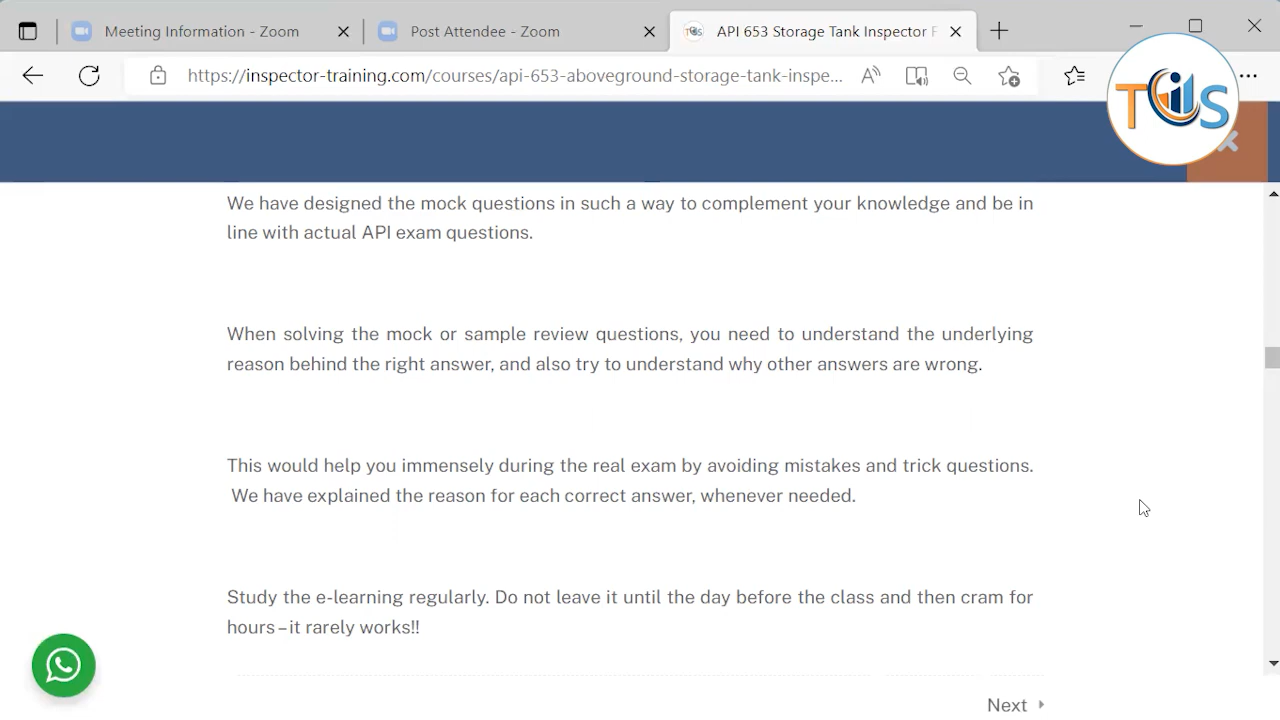 Meeting Information - Zoom
Post Attendee - Zoom
API 653 Storage Tank Inspector F
https://inspector-training.com/courses/api-653-aboveground-storage-tank-inspe...
TIS
We have designed the mock questions in such a way to complement your knowledge and be in
line with actual API exam questions.
When solving the mock or sample review questions, you need to understand the underlying
reason behind the right answer, and also try to understand why other answers are wrong.
This would help you immensely during the real exam by avoiding mistakes and trick questions.
We have explained the reason for each correct answer, whenever needed.
Study the e-learning regularly. Do not leave it until the day before the class and then cram for
hours – it rarely works!!
Next